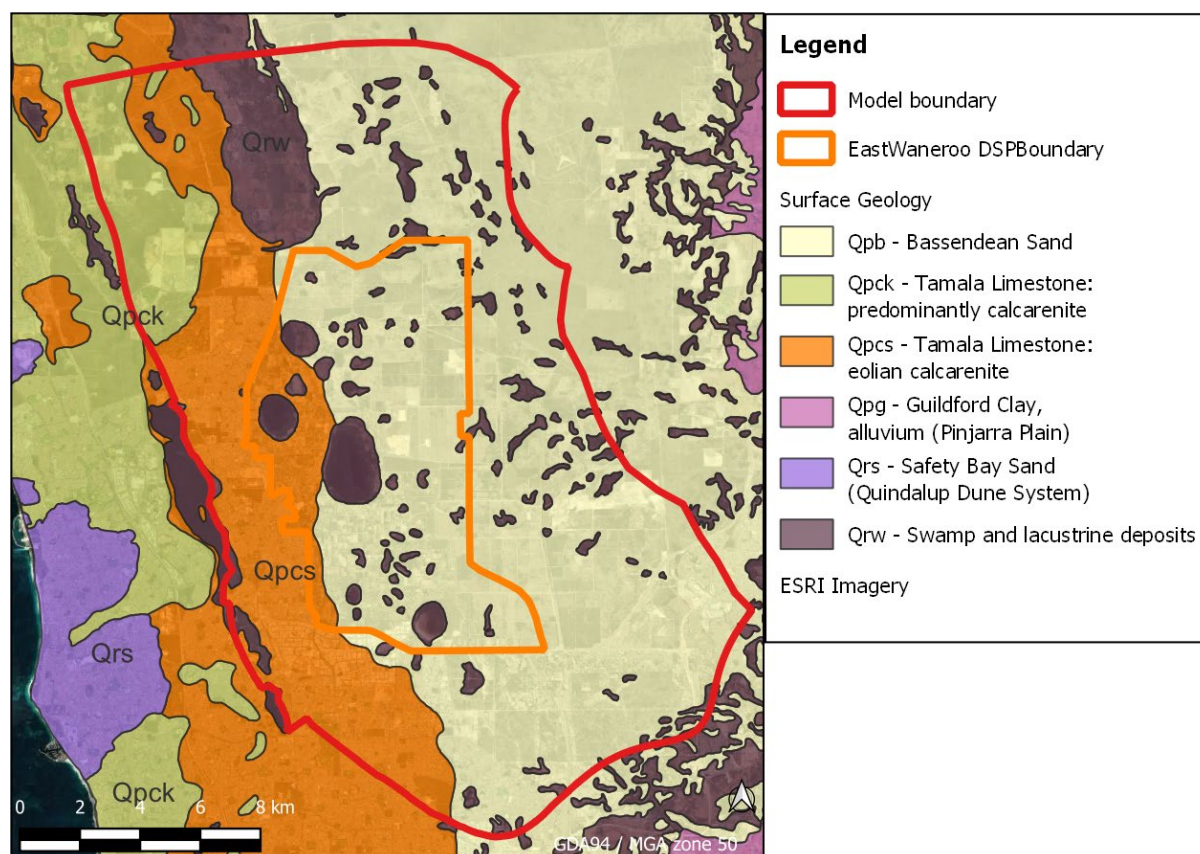 Qrw
Qpck
Qpcs
Qrs
Qpck
0 2 4 6 8 km
GDA94 / MGA zone 50
Legend
Model boundary
EastWaneroo DSPBoundary
Surface Geology
Qpb - Bassendean Sand
Qpck - Tamala Limestone:
predominantly calcarenite
Qpcs - Tamala Limestone:
eolian calcarenite
Qpg - Guildford Clay,
alluvium (Pinjarra Plain)
Qrs - Safety Bay Sand
(Quindalup Dune System)
Qrw - Swamp and lacustrine deposits
ESRI Imagery